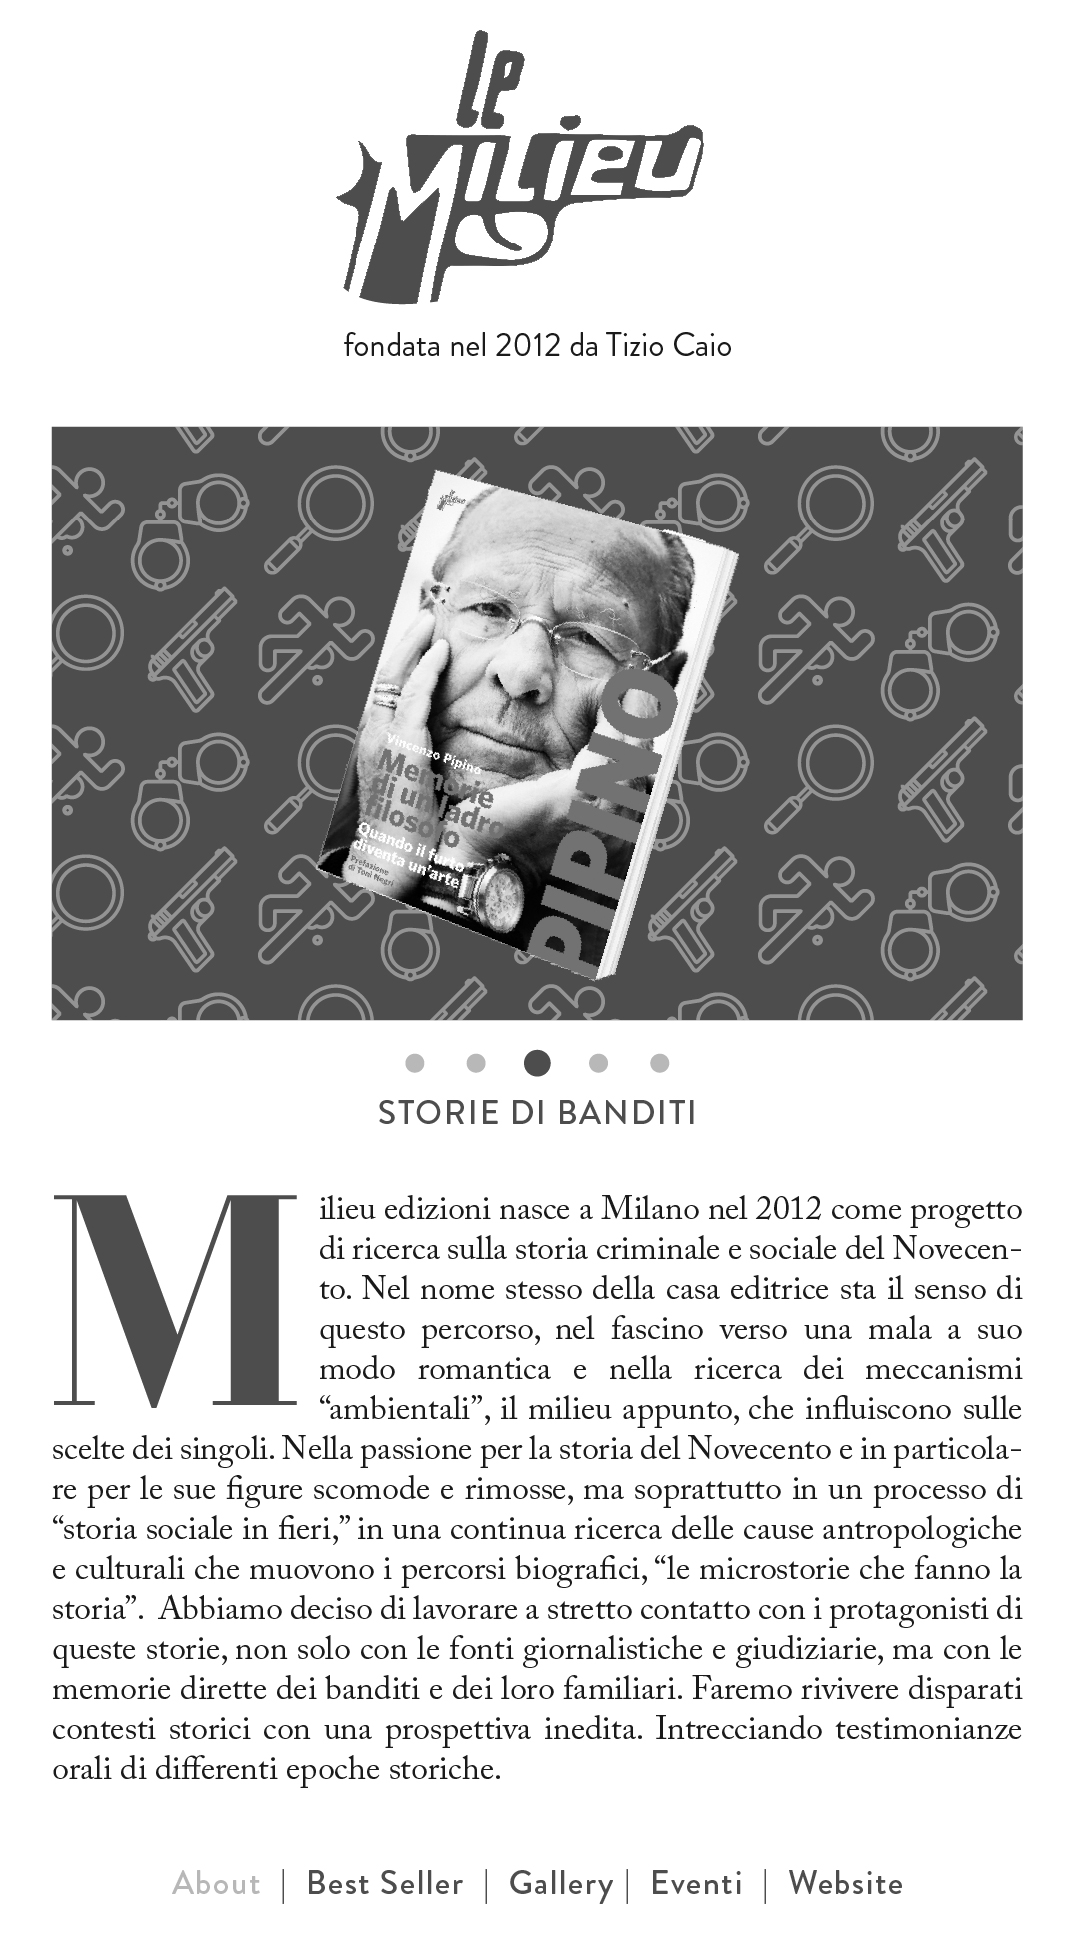 le
Milieu
fondata nel 2012 da Tizio Caio
Vincenzo Pipino
Memorie
di un ladro
filosofo
Quando il furto
diventa un'arte
Prefazione
di Toni Negri
PIPINO
STORIE DI BANDITI
Milieu edizioni nasce a Milano nel 2012 come progetto
di ricerca sulla storia criminale e sociale del Novecen-
to. Nel nome stesso della casa editrice sta il senso di
questo percorso, nel fascino verso una mala a suo
modo romantica e nella ricerca dei meccanismi
“ambientali”, il milieu appunto, che influiscono sulle
scelte dei singoli. Nella passione per la storia del Novecento e in particola-
re per le sue figure scomode e rimosse, ma soprattutto in un processo di
“storia sociale in fieri,” in una continua ricerca delle cause antropologiche
e culturali che muovono i percorsi biografici, “le microstorie che fanno la
storia”. Abbiamo deciso di lavorare a stretto contatto con i protagonisti di
queste storie, non solo con le fonti giornalistiche e giudiziarie, ma con le
memorie dirette dei banditi e dei loro familiari. Faremo rivivere disparati
contesti storici con una prospettiva inedita. Intrecciando testimonianze
orali di differenti epoche storiche.
About | Best Seller | Gallery | Eventi | Website